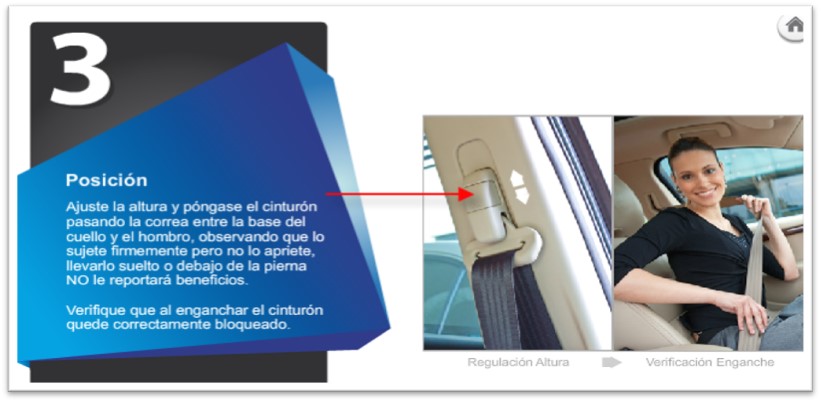 3
Posición
Ajuste la altura y póngase el cinturón
pasando la correa entre la base del
cuello y el hombro, observando que lo
sujete firmemente pero no lo apriete,
llevarlo suelto o debajo de la pierna
NO le reportará beneficios.
Verifique que al enganchar el cinturón
quede correctamente bloqueado.
Regulación Altura
Verificación Enganche